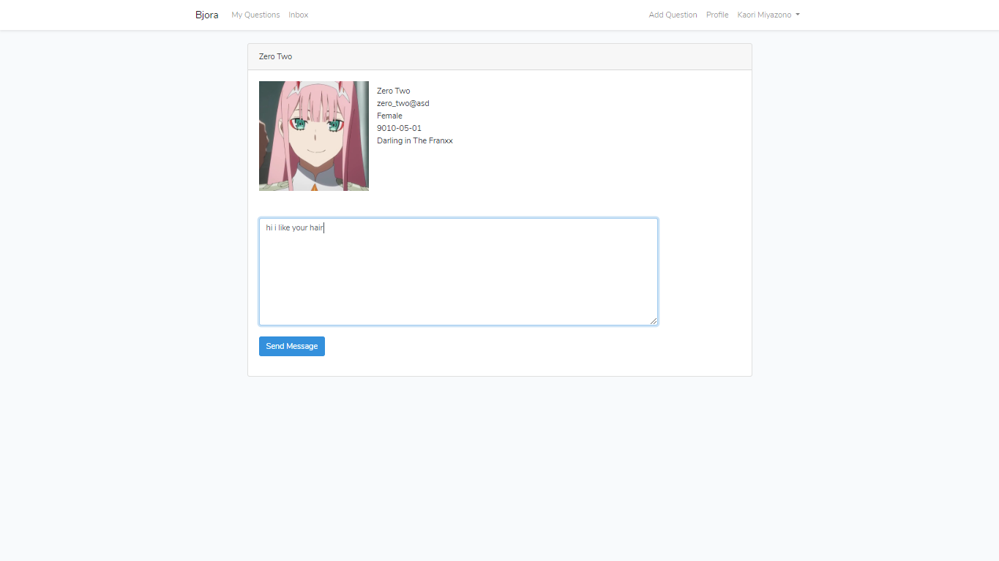 Bjora My Questions Inbox Add Question Profile Kaori Miyazono
Zero Two
Zero Two
zero_two@asd
Female
9010-05-01
Darling in The Franxx
hi i like your hair
Send Message